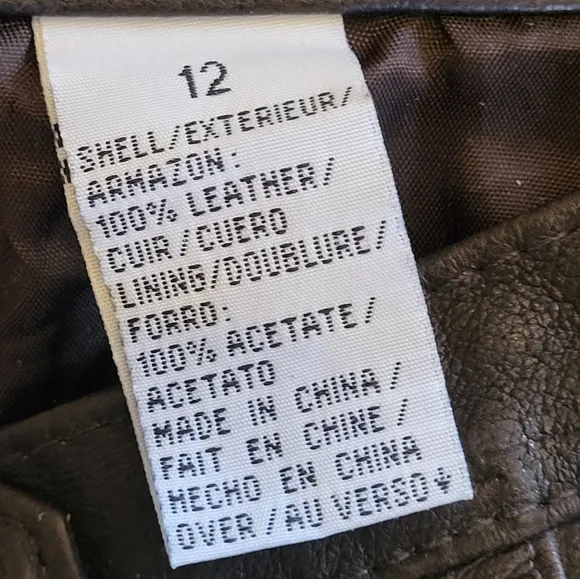 12
SHELL/EXTERIEUR/
ARMAZON:
100% LEATHER/
CUIR/CUERO
LINING/DOUBLURE/
FORRO:
100% ACETATE/
ACETATO
MADE IN CHINA/
FAIT EN CHINE/
HECHO EN CHINA
OVER/AU VERSO↓